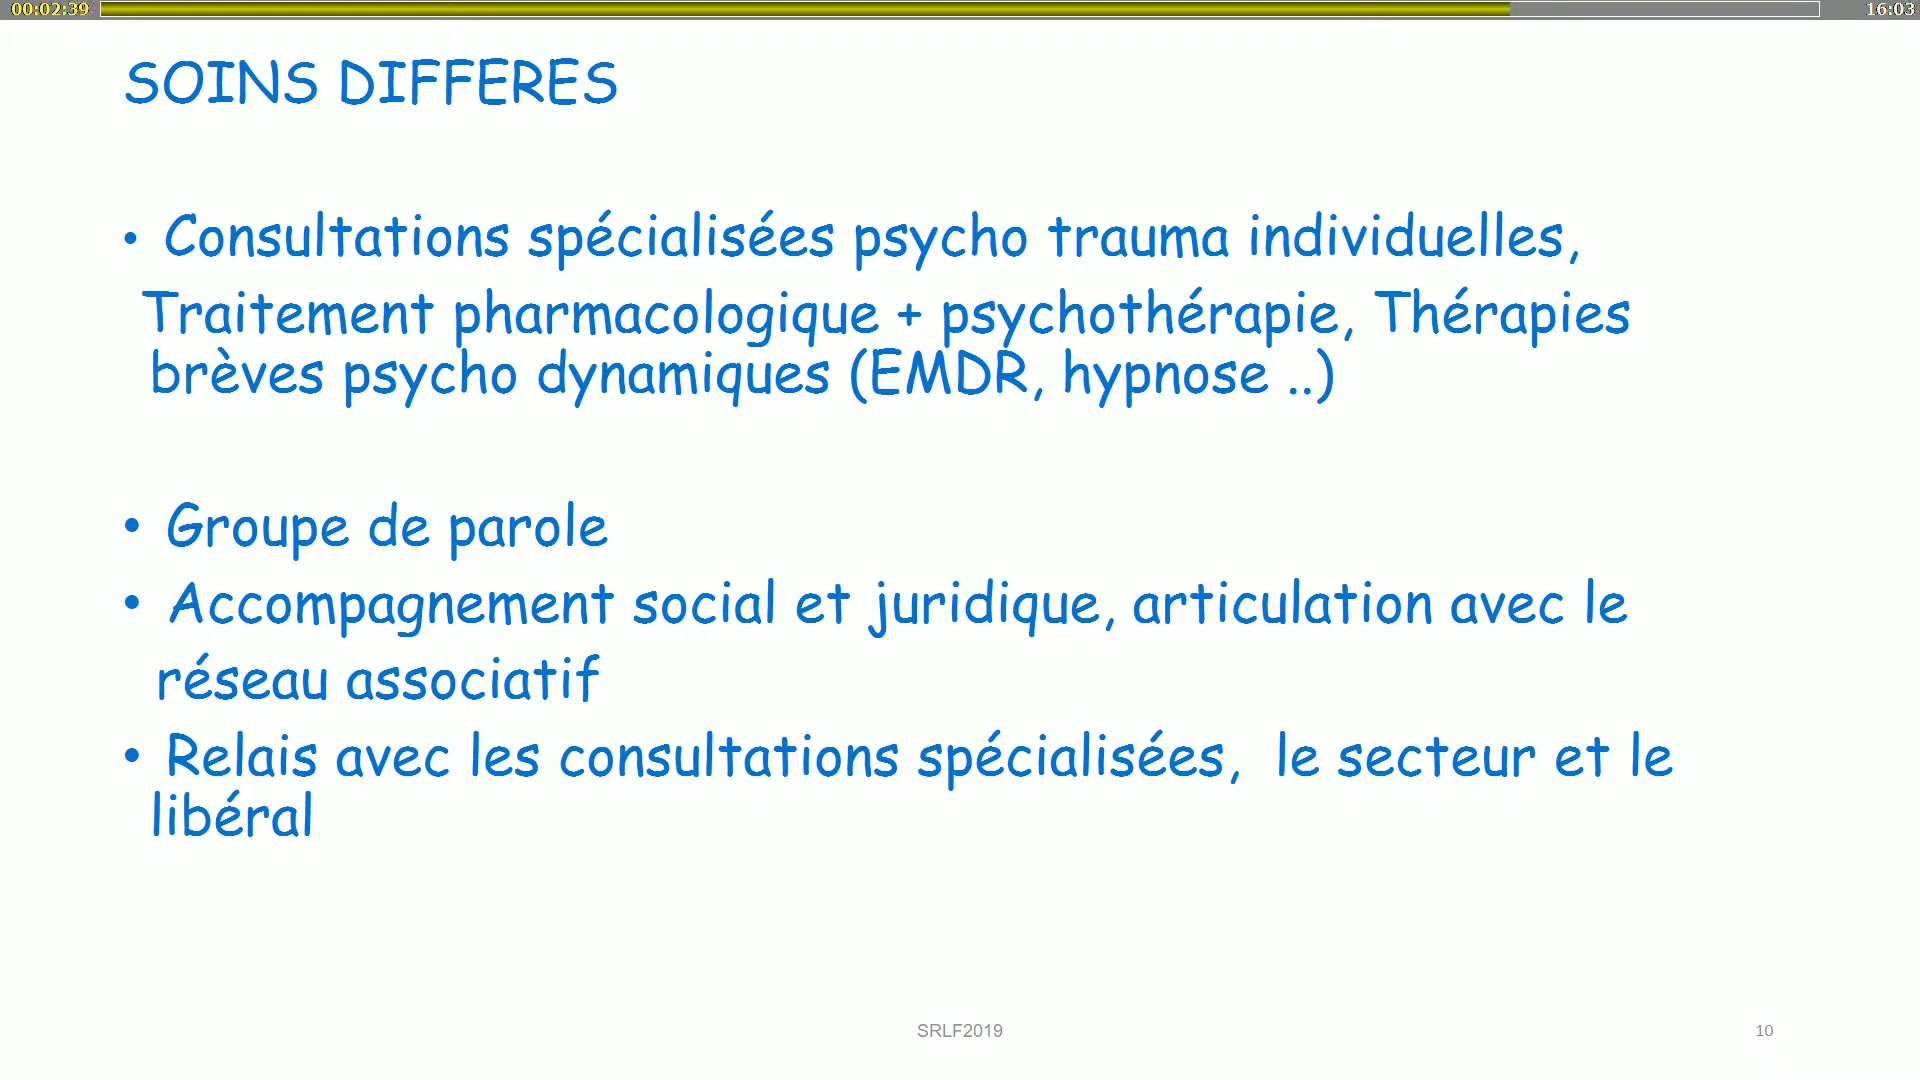 00:02:39
16:03
SOINS DIFFERES
• Consultations spécialisées psycho trauma individuelles,
Traitement pharmacologique + psychothérapie, Thérapies
brèves psycho dynamiques (EMDR, hypnose ..)
• Groupe de parole
• Accompagnement social et juridique, articulation avec le
réseau associatif
• Relais avec les consultations spécialisées, le secteur et le
libéral
SRLF2019
10